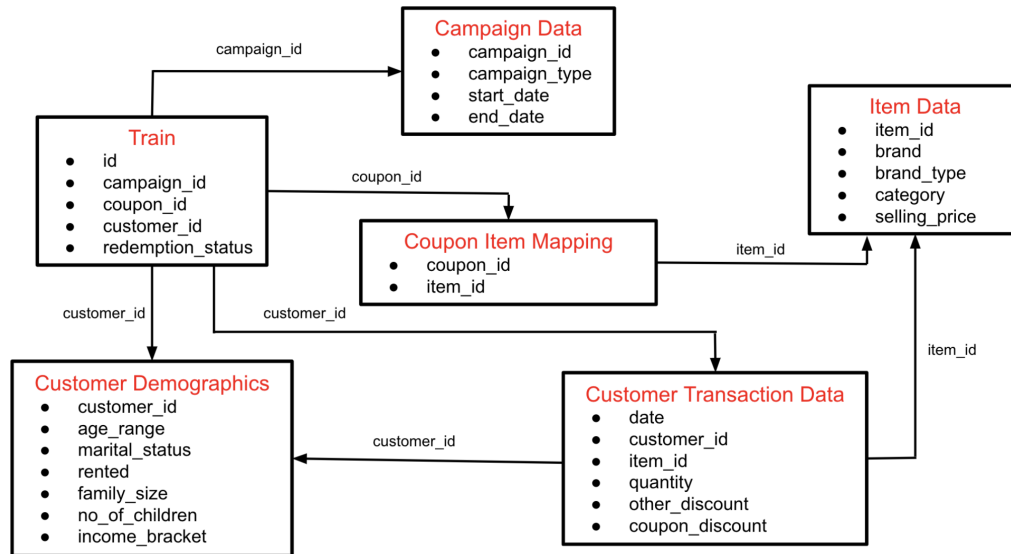 Campaign Data
● campaign_id
● campaign_type
● start_date
● end_date
campaign_id
Item Data
● item_id
● brand
● brand_type
● category
● selling_price
Train
● id
● campaign_id
● coupon_id
● customer_id
● redemption_status
coupon_id
Coupon Item Mapping
● coupon_id
● item_id
item_id
customer_id
customer_id
item_id
Customer Demographics
● customer_id
● age_range
● marital_status
● rented
● family_size
● no_of_children
● income_bracket
customer_id
Customer Transaction Data
● date
● customer_id
● item_id
● quantity
● other_discount
● coupon_discount